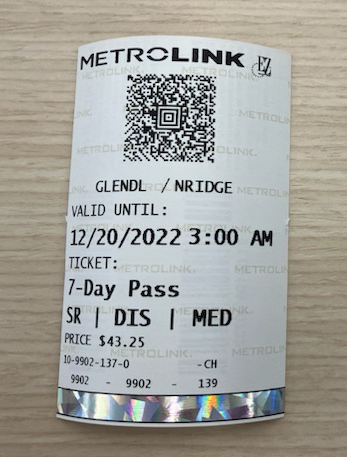 METROLINK EZ
GLENDL / NRIDGE
VALID UNTIL:
12/20/2022 3:00 AM
TICKET:
7-Day Pass
SR | DIS | MED
PRICE $43.25
10-9902-137-0 -CH
9902 - 9902 - 139